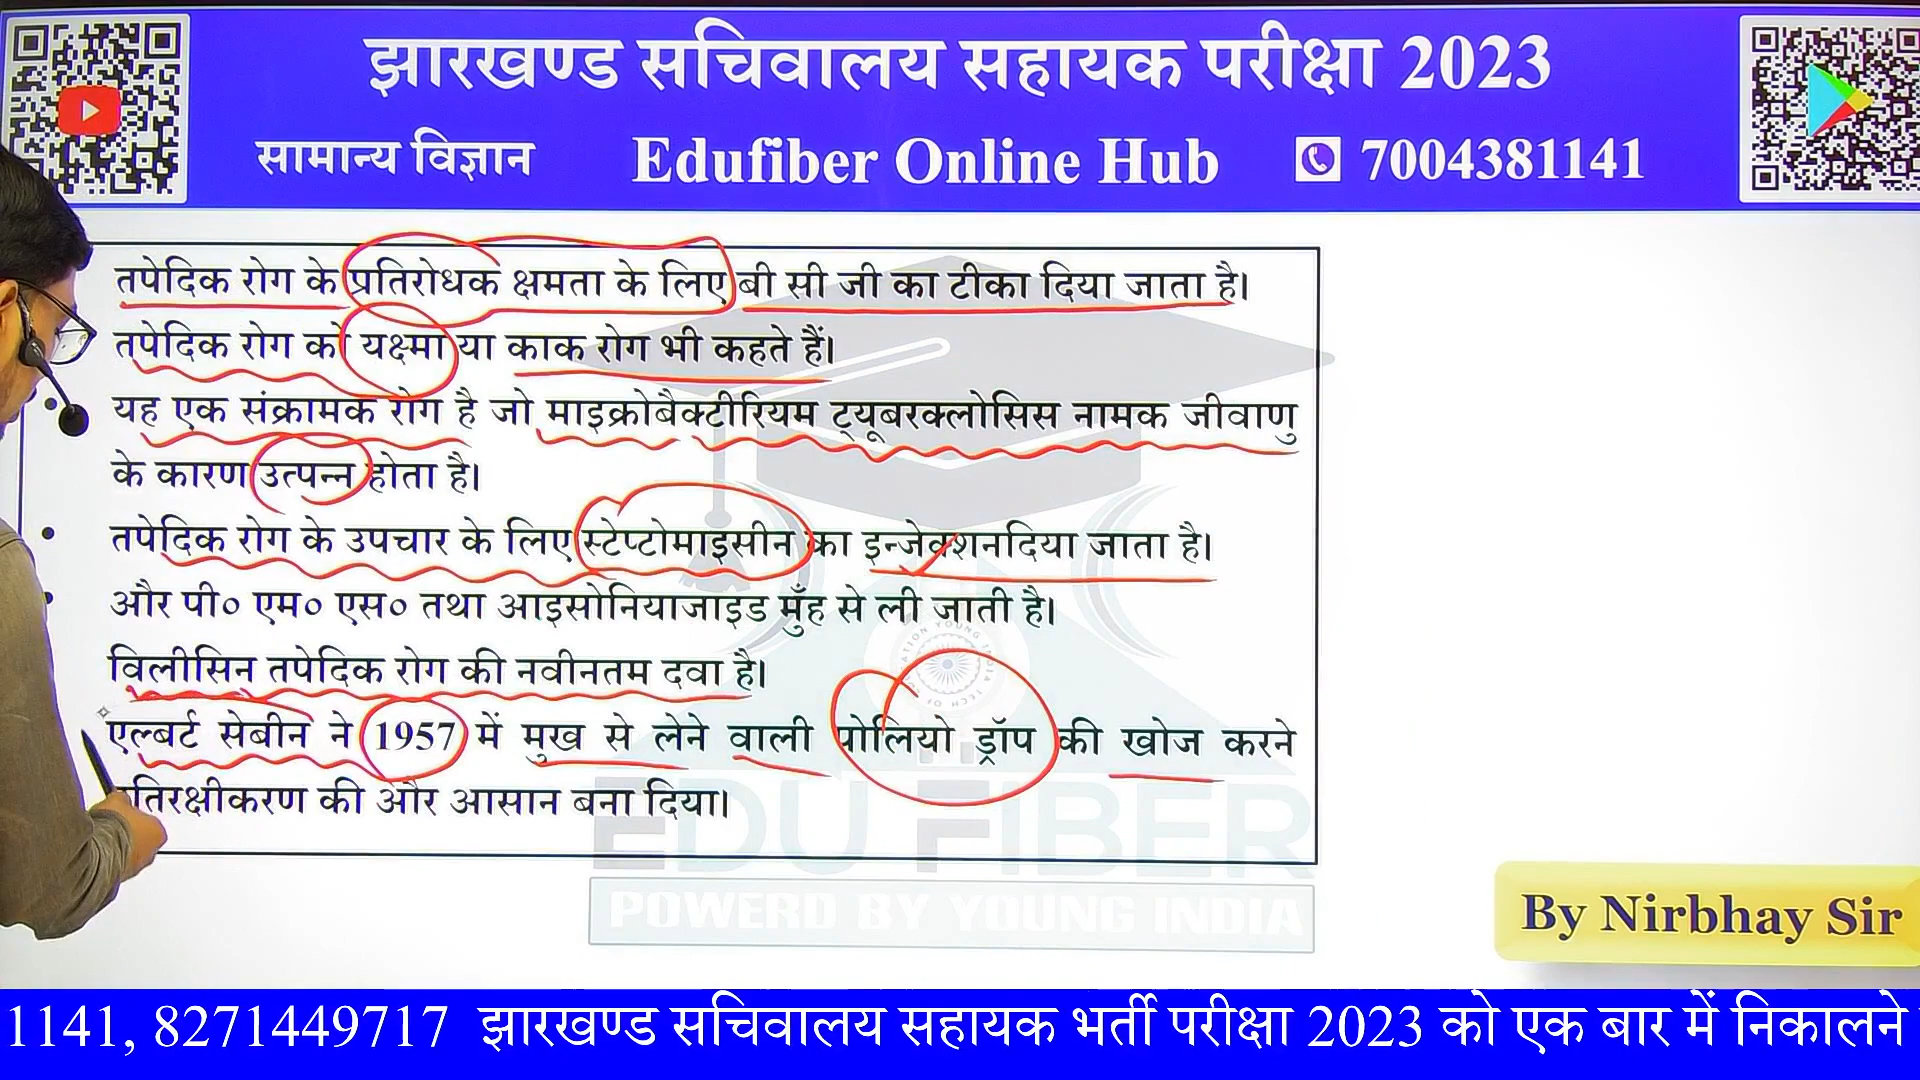 झारखण्ड सचिवालय सहायक परीक्षा 2023
सामान्य विज्ञान Edufiber Online Hub 7004381141
तपेदिक रोग के प्रतिरोधक क्षमता के लिए बी सी जी का टीका दिया जाता है।
तपेदिक रोग को यक्ष्मा या काक रोग भी कहते हैं।
• यह एक संक्रामक रोग है जो माइक्रोबैक्टीरियम ट्यूबरक्लोसिस नामक जीवाणु
के कारण उत्पन्न होता है।
• तपेदिक रोग के उपचार के लिए स्टेप्टोमाइसीन का इन्जेक्शनदिया जाता है।
• और पी० एम० एस० तथा आइसोनियाजाइड मुँह से ली जाती है।
विलीसिन तपेदिक रोग की नवीनतम दवा है।
एल्बर्ट सेबीन ने 1957 में मुख से लेने वाली पोलियो ड्रॉप की खोज करने
की और आसान बना दिया।
EDU FIBER
POWERD BY YOUNG INDIA
By Nirbhay Sir
1141, 8271449717 झारखण्ड सचिवालय सहायक भर्ती परीक्षा 2023 को एक बार में निकालने